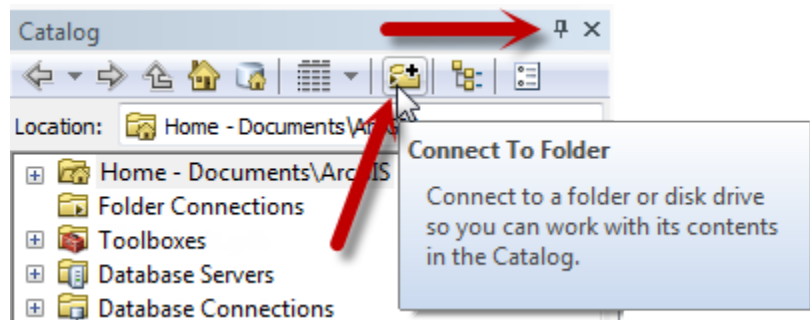 Catalog
Location: Home - Documents\Arc
Home - Documents\ArcGIS
Connect To Folder
Folder Connections
Connect to a folder or disk drive
Toolboxes
so you can work with its contents
in the Catalog.
Database Servers
Database Connections